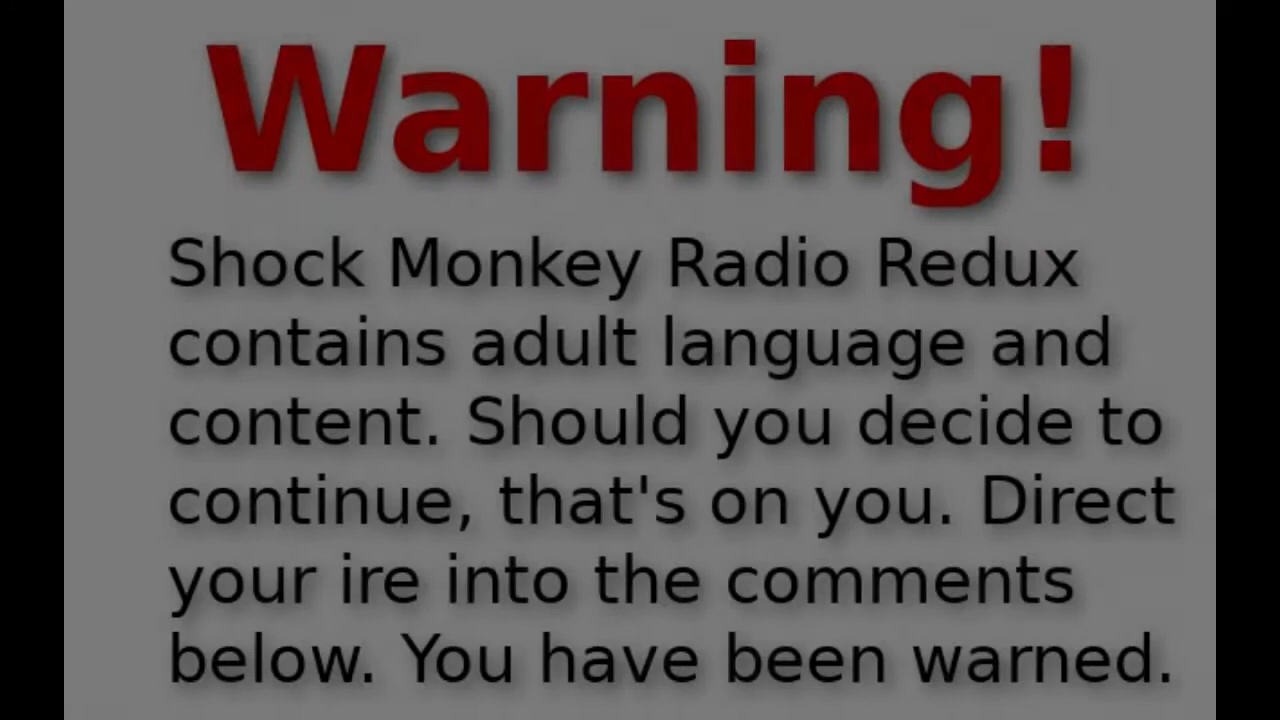 Warning!
Shock Monkey Radio Redux
contains adult language and
content. Should you decide to
continue, that's on you. Direct
your ire into the comments
below. You have been warned.